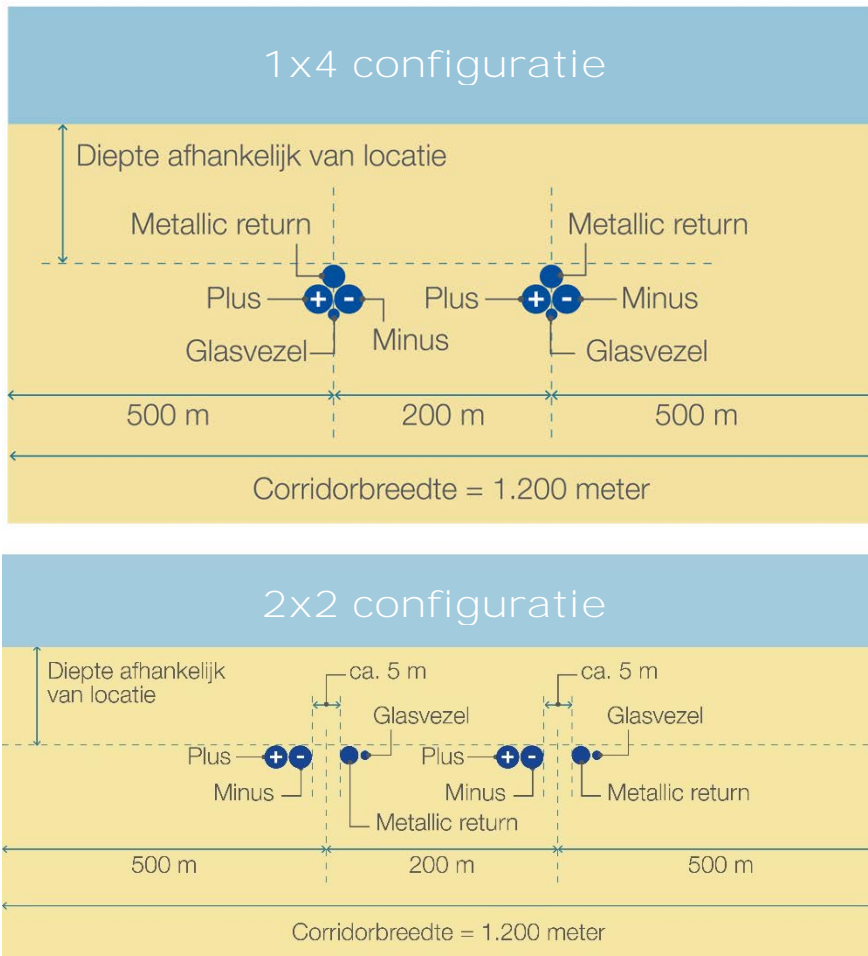 1x4 configuratie
Diepte afhankelijk van locatie
Metallic return
Metallic return
Plus
+ -
Plus
+ -
Minus
Minus
Glasvezel
Glasvezel
500 m
200 m
500 m
Corridorbreedte = 1.200 meter
2x2 configuratie
Diepte afhankelijk
van locatie
ca. 5 m
ca. 5 m
Glasvezel
Glasvezel
Plus
+ -
Plus
+ -
Minus
Minus
Metallic return
Metallic return
500 m
200 m
500 m
Corridorbreedte = 1.200 meter